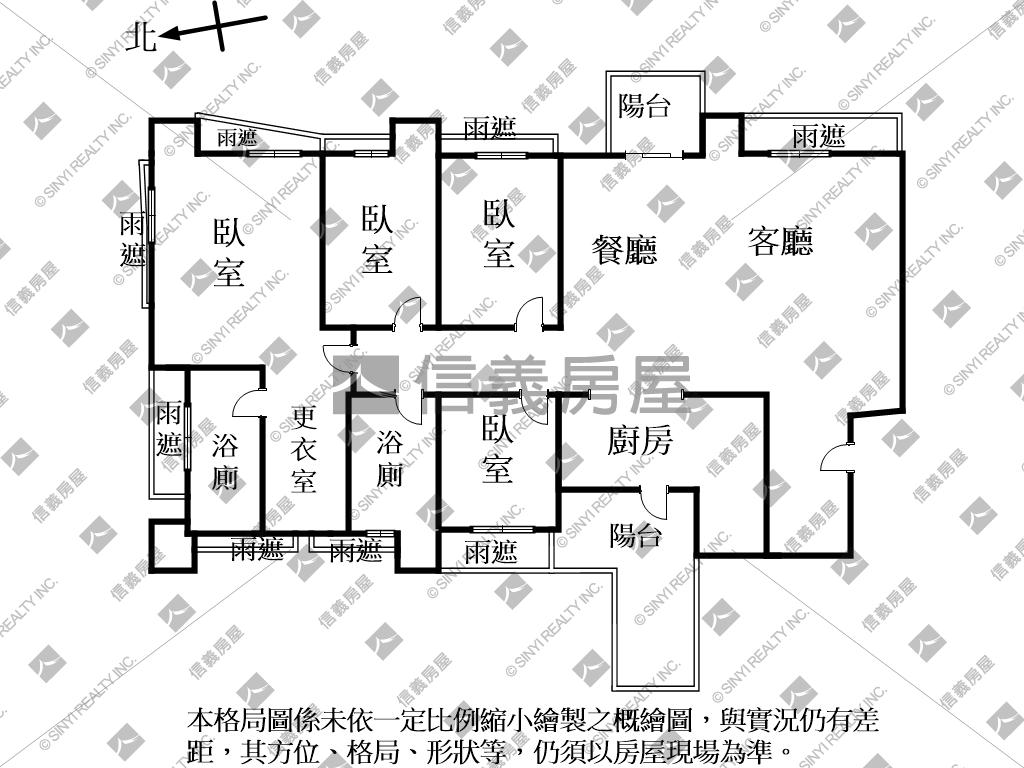 北
陽台
雨遮
雨遮
雨遮
雨遮
臥室
臥室
臥室
餐廳
客廳
信義房屋
雨遮
浴廁
更衣室
浴廁
臥室
廚房
陽台
雨遮
雨遮
雨遮
本格局圖係未依一定比例縮小繪製之概繪圖，與實況仍有差
距，其方位、格局、形狀等，仍須以房屋現場為準。
信義房屋
© SINYI REALTY INC.